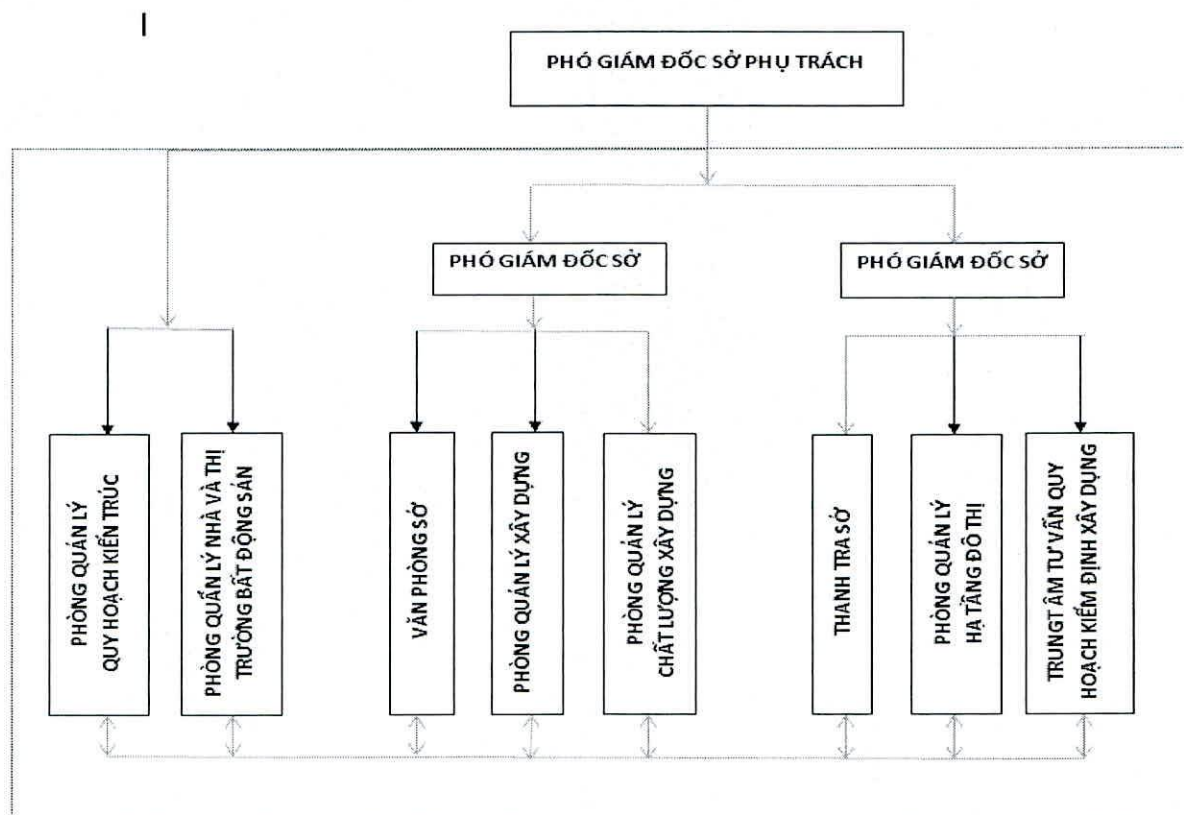 PHÓ GIÁM ĐỐC SỞ PHỤ TRÁCH
PHÓ GIÁM ĐỐC SỞ
PHÓ GIÁM ĐỐC SỞ
PHÒNG QUẢN LÝ
QUY HOẠCH KIẾN TRÚC
PHÒNG QUẢN LÝ NHÀ VÀ THỊ
TRƯỜNG BẤT ĐỘNG SẢN
VĂN PHÒNG SỞ
PHÒNG QUẢN LÝ XÂY DỰNG
PHÒNG QUẢN LÝ
CHẤT LƯỢNG XÂY DỰNG
THANH TRA SỞ
PHÒNG QUẢN LÝ
HẠ TẦNG ĐÔ THỊ
TRUNGT ÂM TƯ VẤN QUY
HOẠCH KIỂM ĐỊNH XÂY DỤNG